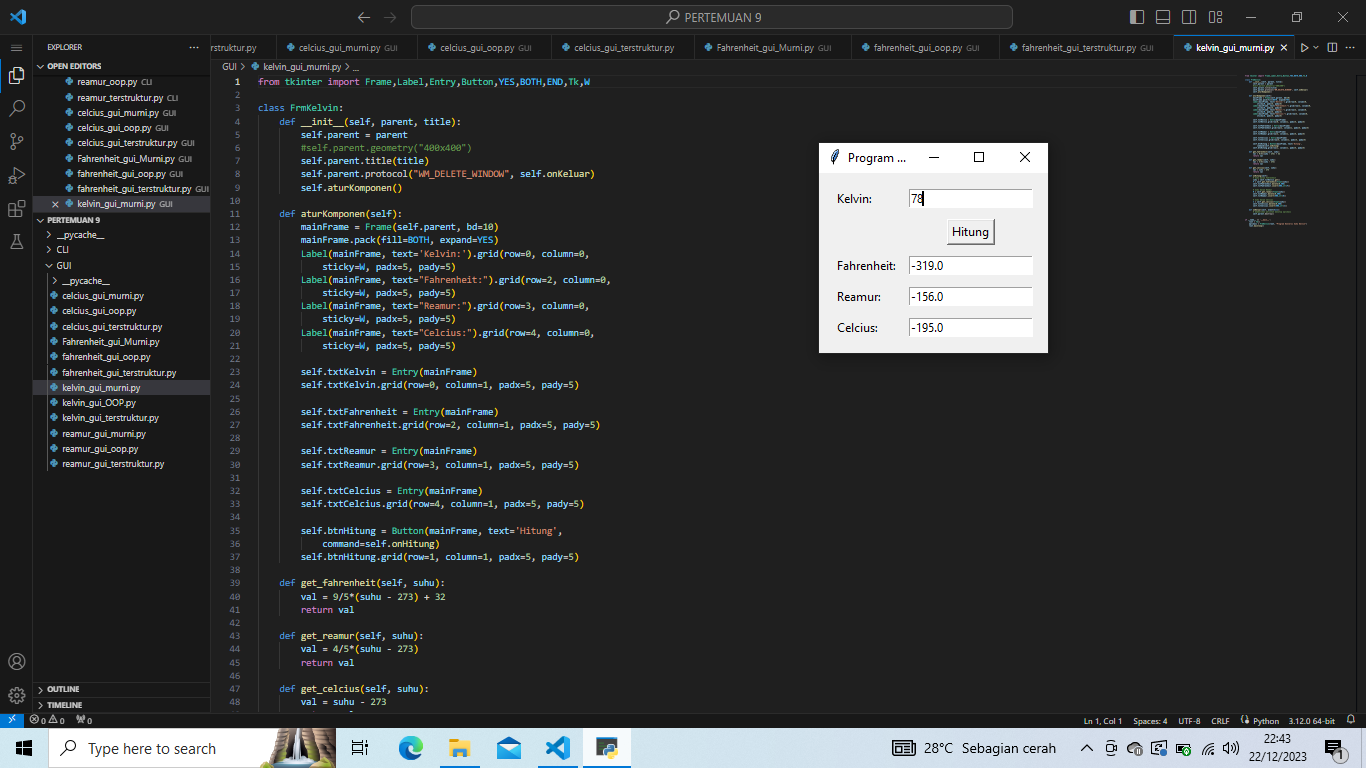 PERTEMUAN 9
EXPLORER
rstruktur.py
celcius_gui_murni.py GUI
celcius_gui_oop.py GUI
celcius_gui_terstruktur.py
Fahrenheit_gui_Murni.py GUI
fahrenheit_gui_oop.py GUI
fahrenheit_gui_terstruktur.py GUI
kelvin_gui_murni.py GUI
OPEN EDITORS
reamur_oop.py CLI
reamur_terstruktur.py CLI
celcius_gui_murni.py GUI
celcius_gui_oop.py GUI
celcius_gui_terstruktur.py GUI
Fahrenheit_gui_Murni.py GUI
fahrenheit_gui_oop.py GUI
fahrenheit_gui_terstruktur.py GUI
kelvin_gui_murni.py GUI
PERTEMUAN 9
__pycache__
CLI
GUI
__pycache__
celcius_gui_murni.py
celcius_gui_oop.py
celcius_gui_terstruktur.py
Fahrenheit_gui_Murni.py
fahrenheit_gui_oop.py
fahrenheit_gui_terstruktur.py
kelvin_gui_murni.py
kelvin_gui_OOP.py
kelvin_gui_terstruktur.py
reamur_gui_murni.py
reamur_gui_oop.py
reamur_gui_terstruktur.py
OUTLINE
TIMELINE
GUI > kelvin_gui_murni.py > ...
1 from tkinter import Frame,Label,Entry,Button,YES,BOTH,END,Tk,W
2
3 class FrmKelvin:
4 def __init__(self, parent, title):
5 self.parent = parent
6 #self.parent.geometry("400x400")
7 self.parent.title(title)
8 self.parent.protocol("WM_DELETE_WINDOW", self.onKeluar)
9 self.aturKomponen()
10
11 def aturKomponen(self):
12 mainFrame = Frame(self.parent, bd=10)
13 mainFrame.pack(fill=BOTH, expand=YES)
14 Label(mainFrame, text='Kelvin:').grid(row=0, column=0,
15 sticky=W, padx=5, pady=5)
16 Label(mainFrame, text="Fahrenheit:").grid(row=2, column=0,
17 sticky=W, padx=5, pady=5)
18 Label(mainFrame, text="Reamur:").grid(row=3, column=0,
19 sticky=W, padx=5, pady=5)
20 Label(mainFrame, text="Celcius:").grid(row=4, column=0,
21 sticky=W, padx=5, pady=5)
22
23 self.txtKelvin = Entry(mainFrame)
24 self.txtKelvin.grid(row=0, column=1, padx=5, pady=5)
25
26 self.txtFahrenheit = Entry(mainFrame)
27 self.txtFahrenheit.grid(row=2, column=1, padx=5, pady=5)
28
29 self.txtReamur = Entry(mainFrame)
30 self.txtReamur.grid(row=3, column=1, padx=5, pady=5)
31
32 self.txtCelcius = Entry(mainFrame)
33 self.txtCelcius.grid(row=4, column=1, padx=5, pady=5)
34
35 self.btnHitung = Button(mainFrame, text='Hitung',
36 command=self.onHitung)
37 self.btnHitung.grid(row=1, column=1, padx=5, pady=5)
38
39 def get_fahrenheit(self, suhu):
40 val = 9/5*(suhu - 273) + 32
41 return val
42
43 def get_reamur(self, suhu):
44 val = 4/5*(suhu - 273)
45 return val
46
47 def get_celcius(self, suhu):
48 val = suhu - 273
Program ...
Kelvin: 78
Hitung
Fahrenheit: -319.0
Reamur: -156.0
Celcius: -195.0
0 0 0
Ln 1, Col 1 Spaces: 4 UTF-8 CRLF Python 3.12.0 64-bit
Type here to search
28°C Sebagian cerah
22:43
22/12/2023
1